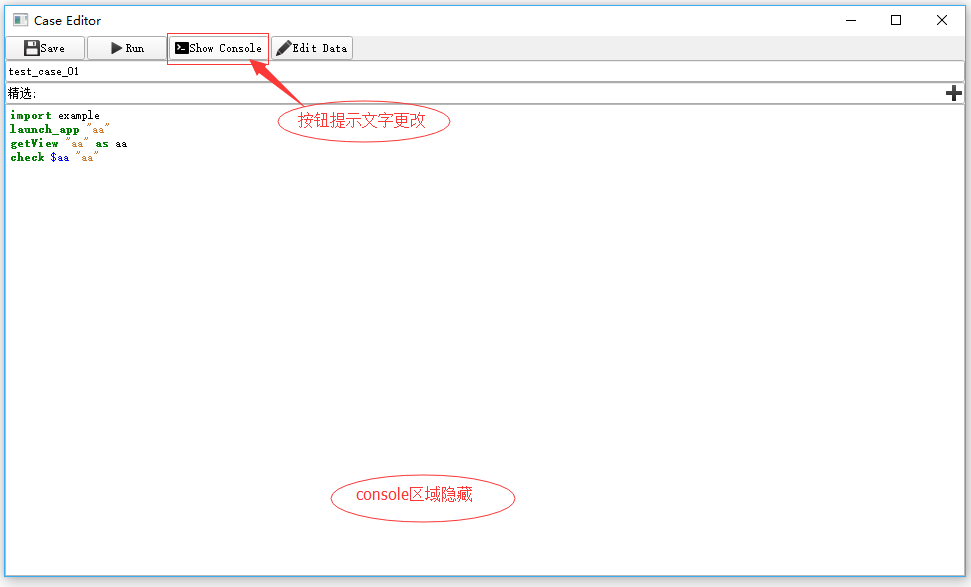 Case Editor
Save Run Show Console Edit Data
test_case_01
精选:
按钮提示文字更改
import example
launch_app "aa"
getView "aa" as aa
check $aa "aa"
console区域隐藏